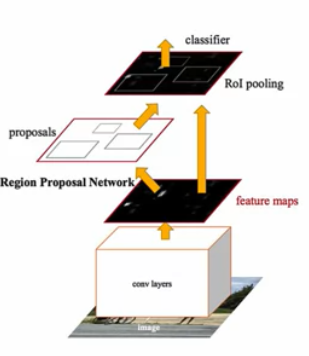 classifier
RoI pooling
proposals
Region Proposal Network
feature maps
conv layers
image